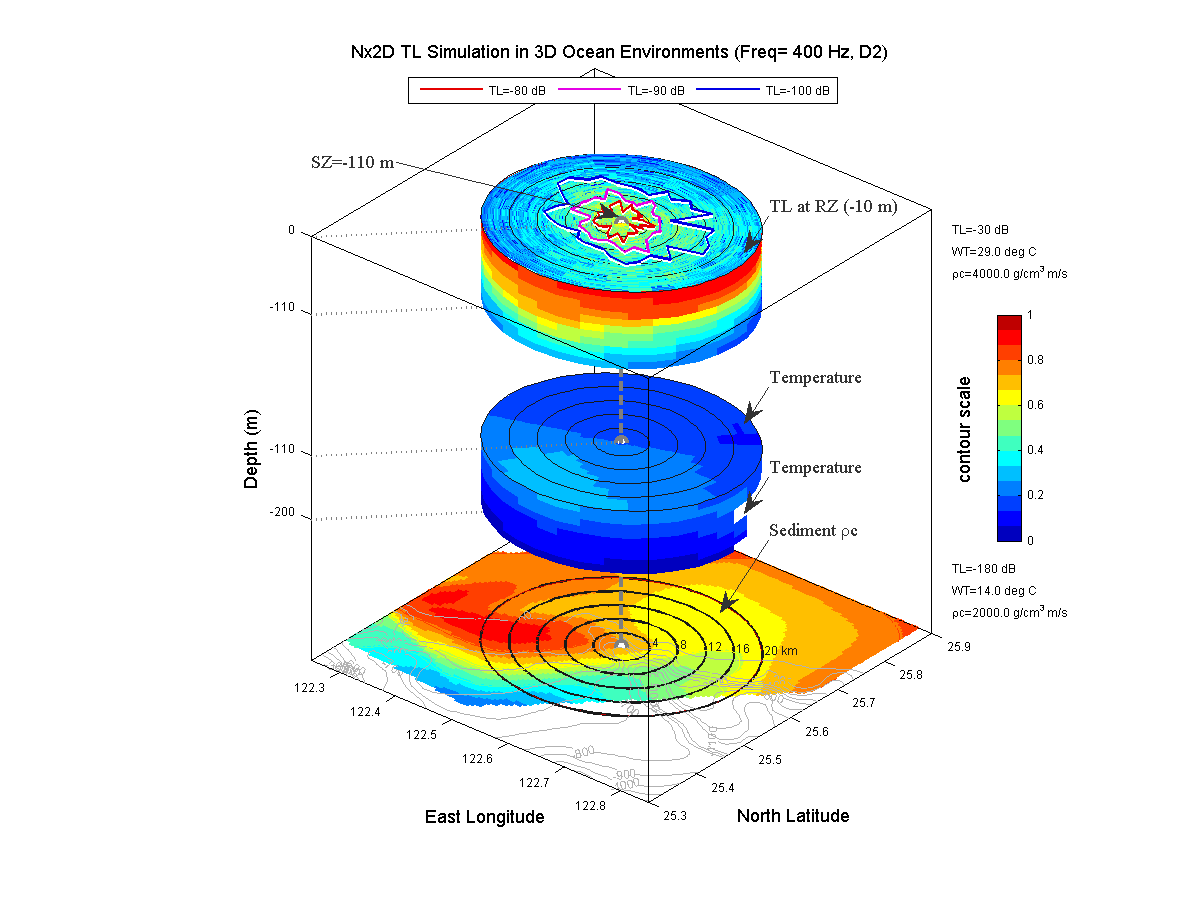 Nx2D TL Simulation in 3D Ocean Environments (Freq= 400 Hz, D2)
TL=-80 dB TL=-90 dB TL=-100 dB
SZ=-110 m
TL at RZ (-10 m)
0
-110
-110
-200
Depth (m)
TL=-30 dB
WT=29.0 deg C
ρc=4000.0 g/cm³ m/s
1
0.8
0.6
0.4
0.2
0
contour scale
TL=-180 dB
WT=14.0 deg C
ρc=2000.0 g/cm³ m/s
Temperature
Temperature
Sediment ρc
4 8 12 16 20 km
-800
-900
-1000
122.3
122.4
122.5
122.6
122.7
122.8
East Longitude
25.3
25.4
25.5
25.6
25.7
25.8
25.9
North Latitude